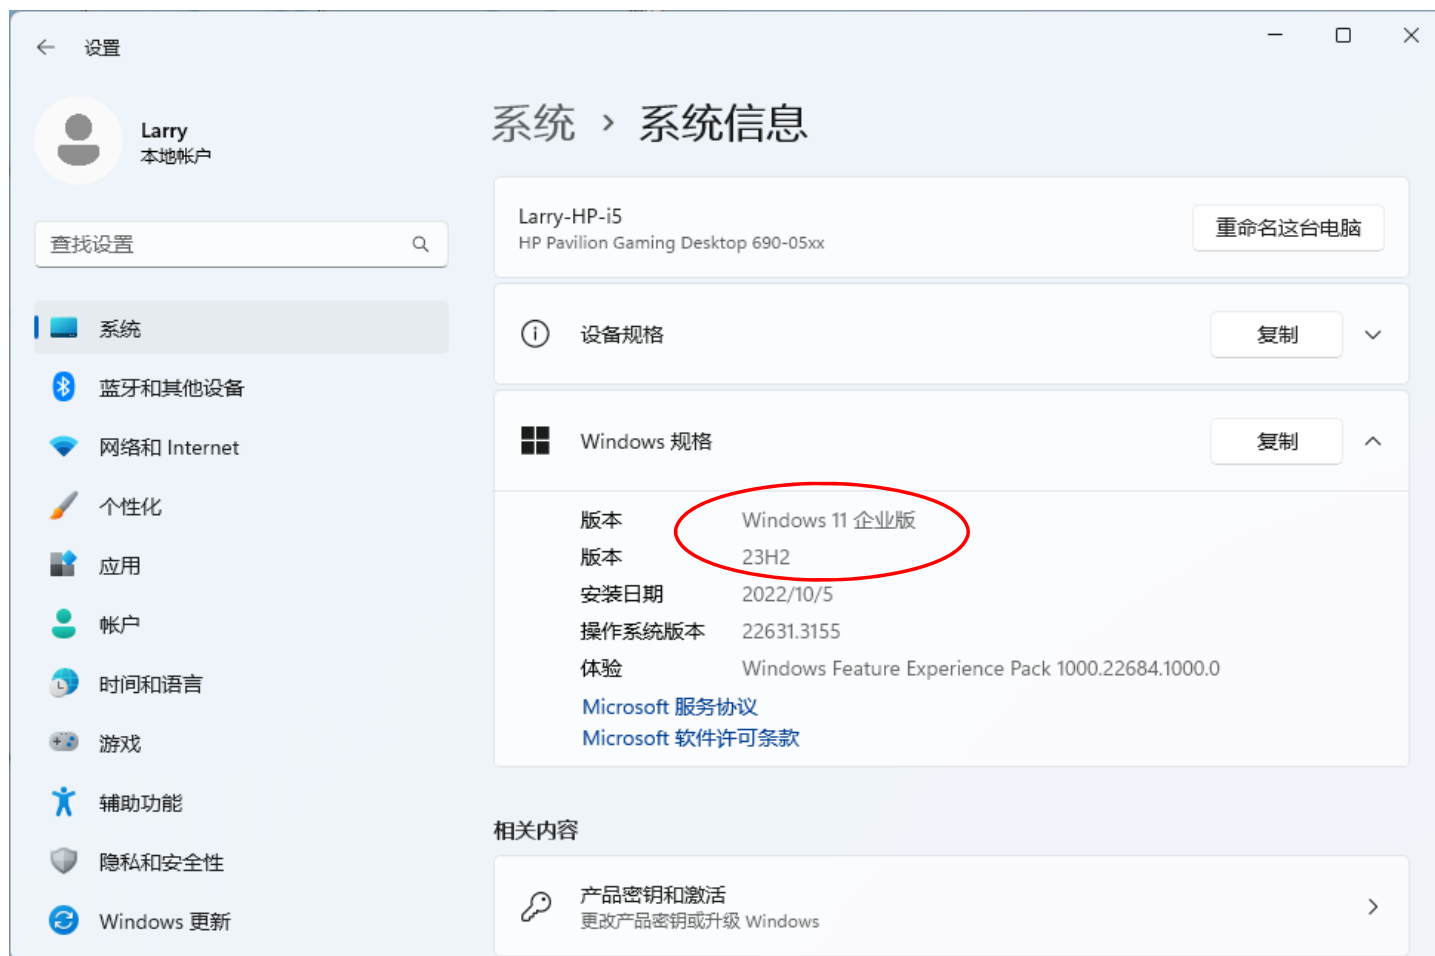 设置
Larry
本地帐户
查找设置
系统
蓝牙和其他设备
网络和 Internet
个性化
应用
帐户
时间和语言
游戏
辅助功能
隐私和安全性
Windows 更新
系统 › 系统信息
Larry-HP-i5
HP Pavilion Gaming Desktop 690-05xx
重命名这台电脑
设备规格
复制
Windows 规格
复制
版本 Windows 11 企业版
版本 23H2
安装日期 2022/10/5
操作系统版本 22631.3155
体验 Windows Feature Experience Pack 1000.22684.1000.0
Microsoft 服务协议
Microsoft 软件许可条款
相关内容
产品密钥和激活
更改产品密钥或升级 Windows